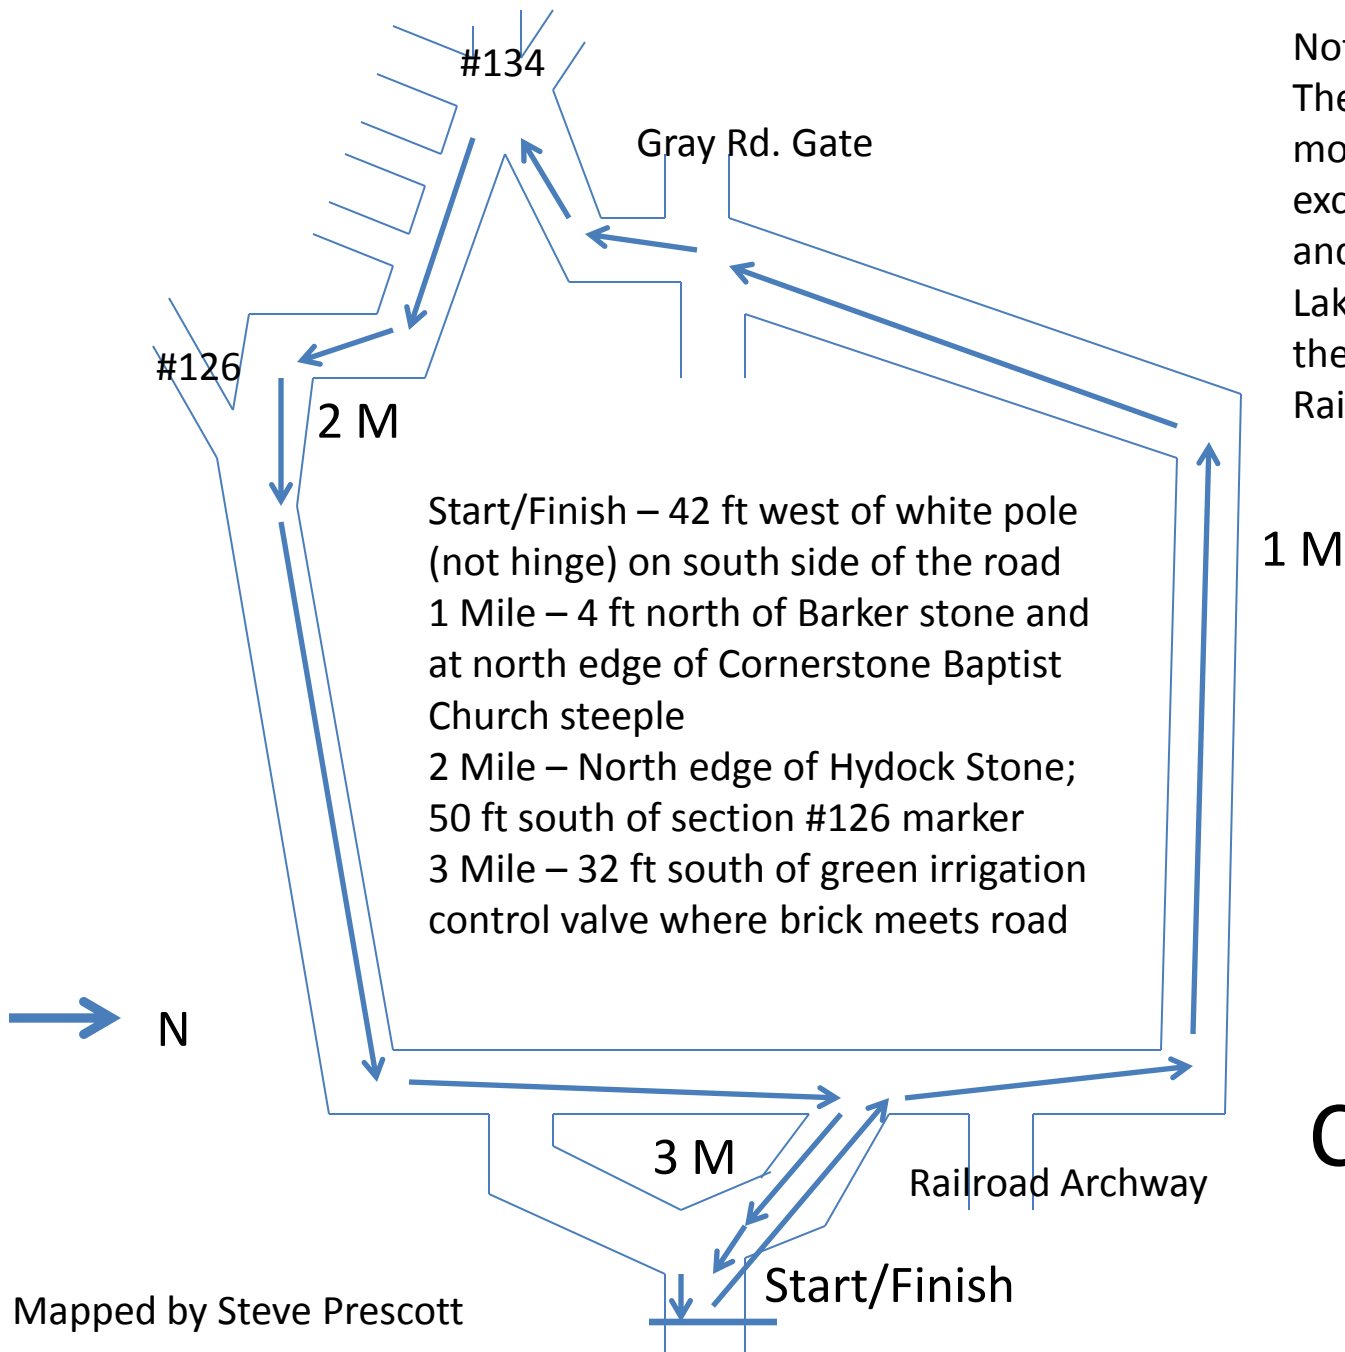 #134
Gray Rd. Gate
#126
2 M
Start/Finish – 42 ft west of white pole
(not hinge) on south side of the road
1 Mile – 4 ft north of Barker stone and
at north edge of Cornerstone Baptist
Church steeple
2 Mile – North edge of Hydock Stone;
50 ft south of section #126 marker
3 Mile – 32 ft south of green irrigation
control valve where brick meets road
1 M
N
3 M
Railroad Archway
Start/Finish
Mapped by Steve Prescott